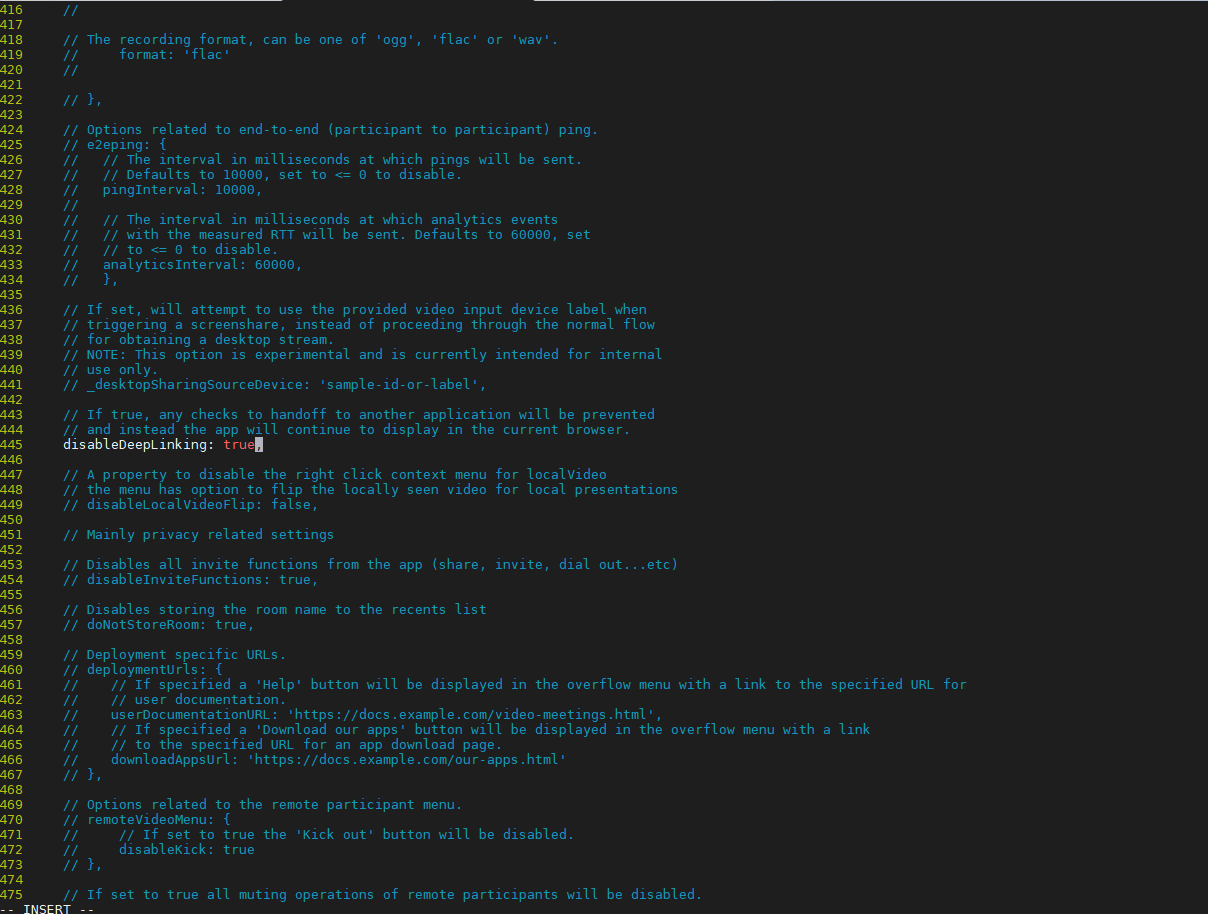 416     //
417
418     // The recording format, can be one of 'ogg', 'flac' or 'wav'.
419     //     format: 'flac'
420     //
421
422     // },
423
424     // Options related to end-to-end (participant to participant) ping.
425     // e2eping: {
426     //   // The interval in milliseconds at which pings will be sent.
427     //   // Defaults to 10000, set to <= 0 to disable.
428     //   pingInterval: 10000,
429     //
430     //   // The interval in milliseconds at which analytics events
431     //   // with the measured RTT will be sent. Defaults to 60000, set
432     //   // to <= 0 to disable.
433     //   analyticsInterval: 60000,
434     //   },
435
436     // If set, will attempt to use the provided video input device label when
437     // triggering a screenshare, instead of proceeding through the normal flow
438     // for obtaining a desktop stream.
439     // NOTE: This option is experimental and is currently intended for internal
440     // use only.
441     // _desktopSharingSourceDevice: 'sample-id-or-label',
442
443     // If true, any checks to handoff to another application will be prevented
444     // and instead the app will continue to display in the current browser.
445     disableDeepLinking: true,
446
447     // A property to disable the right click context menu for localVideo
448     // the menu has option to flip the locally seen video for local presentations
449     // disableLocalVideoFlip: false,
450
451     // Mainly privacy related settings
452
453     // Disables all invite functions from the app (share, invite, dial out...etc)
454     // disableInviteFunctions: true,
455
456     // Disables storing the room name to the recents list
457     // doNotStoreRoom: true,
458
459     // Deployment specific URLs.
460     // deploymentUrls: {
461     //    // If specified a 'Help' button will be displayed in the overflow menu with a link to the specified URL for
462     //    // user documentation.
463     //    userDocumentationURL: 'https://docs.example.com/video-meetings.html',
464     //    // If specified a 'Download our apps' button will be displayed in the overflow menu with a link
465     //    // to the specified URL for an app download page.
466     //    downloadAppsUrl: 'https://docs.example.com/our-apps.html'
467     // },
468
469     // Options related to the remote participant menu.
470     // remoteVideoMenu: {
471     //     // If set to true the 'Kick out' button will be disabled.
472     //     disableKick: true
473     // },
474
475     // If set to true all muting operations of remote participants will be disabled.
-- INSERT --